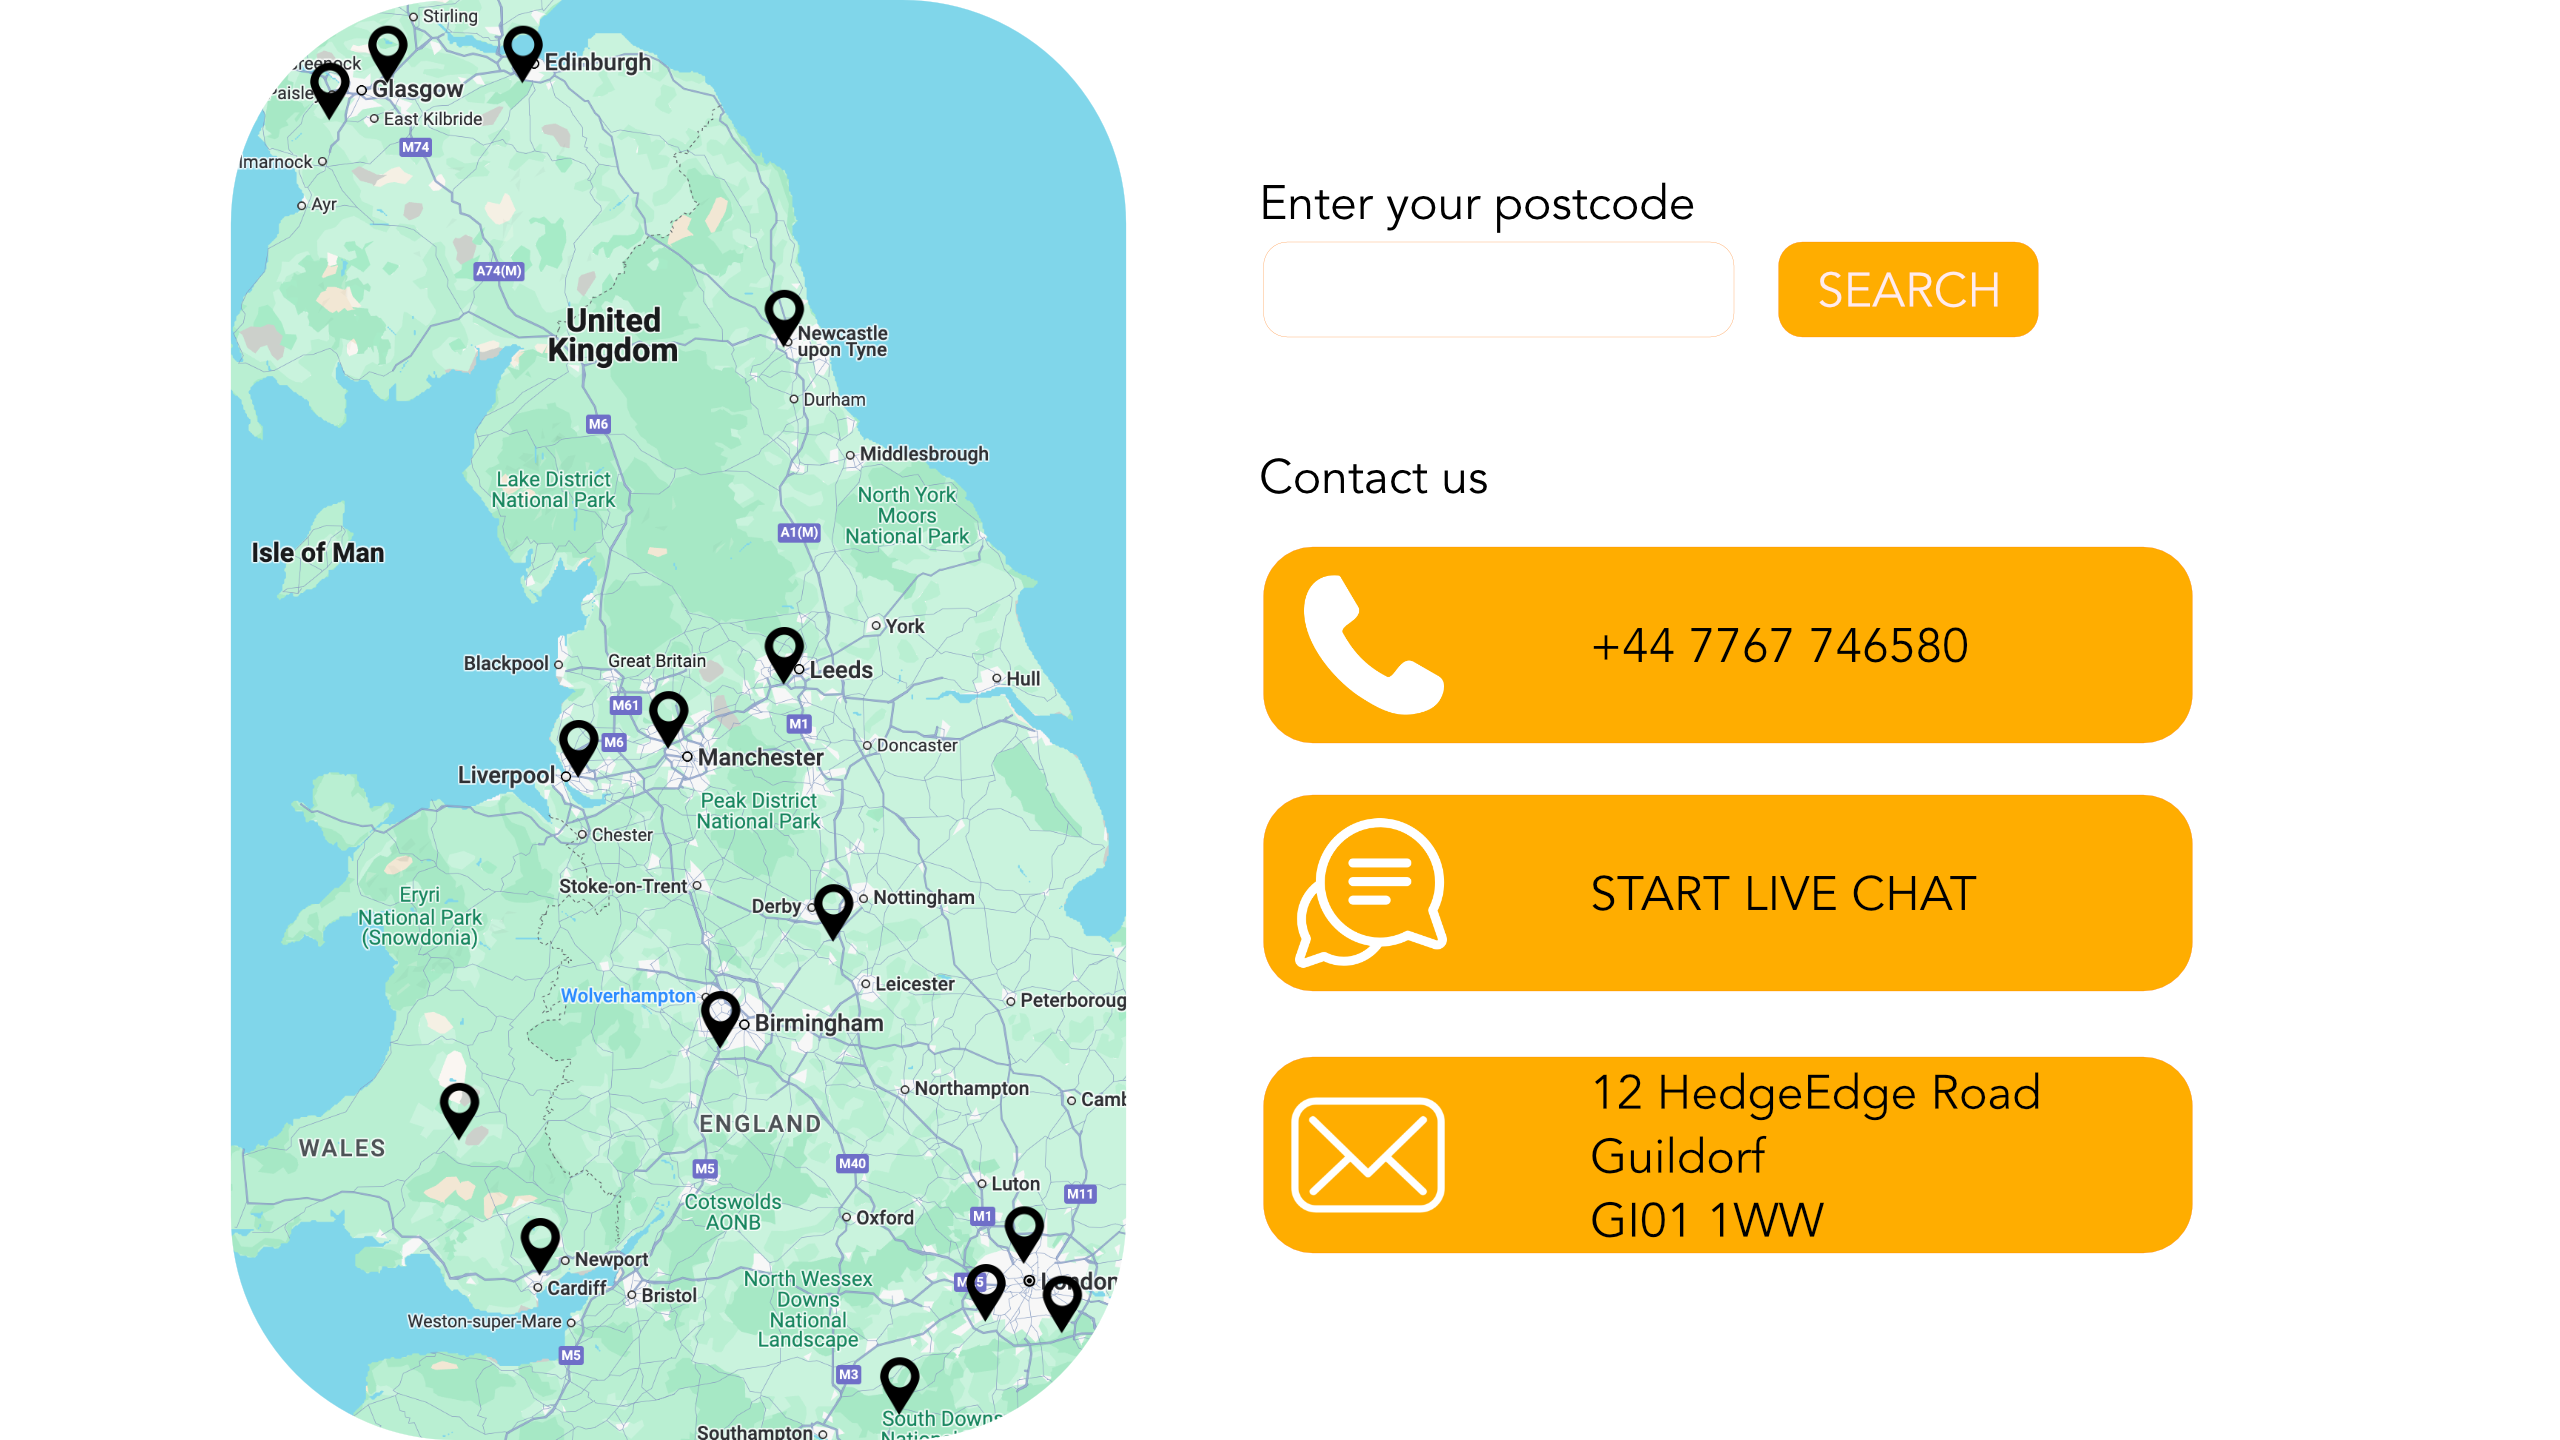 Stirling
Edinburgh
Glasgow
East Kilbride
M74
Ayr
A74(M)
United
Kingdom
Newcastle
upon Tyne
Durham
M6
Middlesbrough
Lake District
National Park
North York
Moors
National Park
A1(M)
Isle of Man
York
Blackpool
Great Britain
Leeds
Hull
M61
M1
M6
Doncaster
Manchester
Liverpool
Peak District
National Park
Chester
Stoke-on-Trent
Eryri
National Park
(Snowdonia)
Derby
Nottingham
Leicester
Wolverhampton
Peterboroug
Birmingham
Northampton
Camb
ENGLAND
WALES
M5
M40
Luton
M11
Cotswolds
AONB
Oxford
M1
Newport
Cardiff
Bristol
North Wessex
Downs
National
Landscape
London
Weston-super-Mare
M5
M3
South Downs
Southampton
Enter your postcode
SEARCH
Contact us
+44 7767 746580
START LIVE CHAT
12 HedgeEdge Road
Guildorf
GI01 1WW